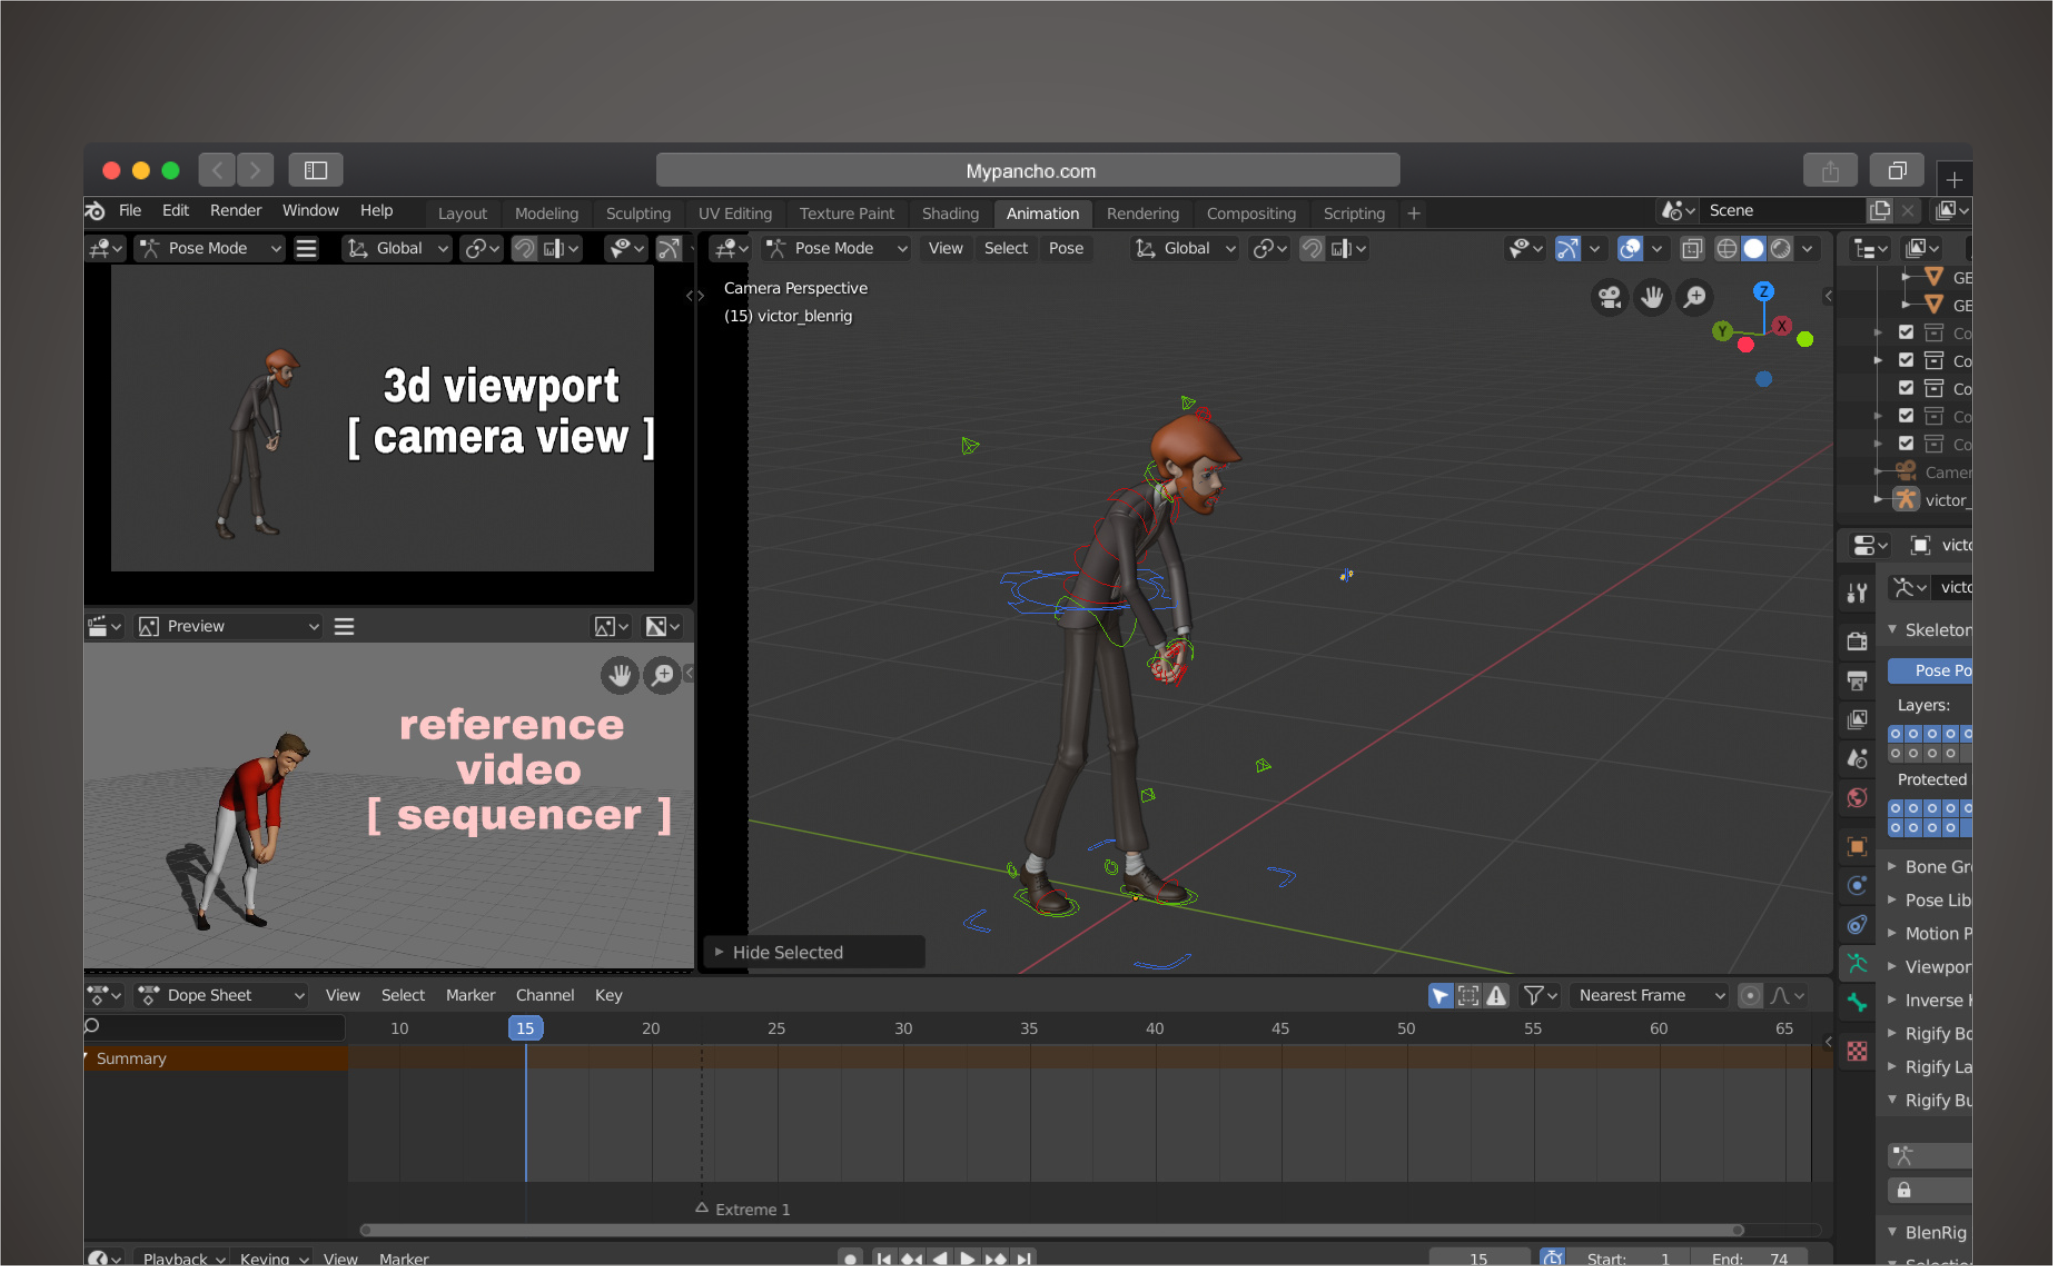 Mypancho.com
File Edit Render Window Help Layout Modeling Sculpting UV Editing Texture Paint Shading Animation Rendering Compositing Scripting + Scene
Pose Mode Global
Pose Mode View Select Pose Global
Camera Perspective
(15) victor_blenrig
3d viewport
[ camera view ]
Z
Y
X
GE
GE
Co
Co
Co
Co
Co
Camer
victor_
Preview
reference
video
[ sequencer ]
Hide Selected
victo
victo
Skeleton
Pose Po
Layers:
Protected
Bone Gr
Pose Lib
Motion P
Viewpor
Inverse K
Rigify Bo
Rigify La
Rigify Bu
BlenRig
Dope Sheet View Select Marker Channel Key Nearest Frame
10 15 20 25 30 35 40 45 50 55 60 65
Summary
Extreme 1
Playback Keying View Marker 15 Start: 1 End: 74